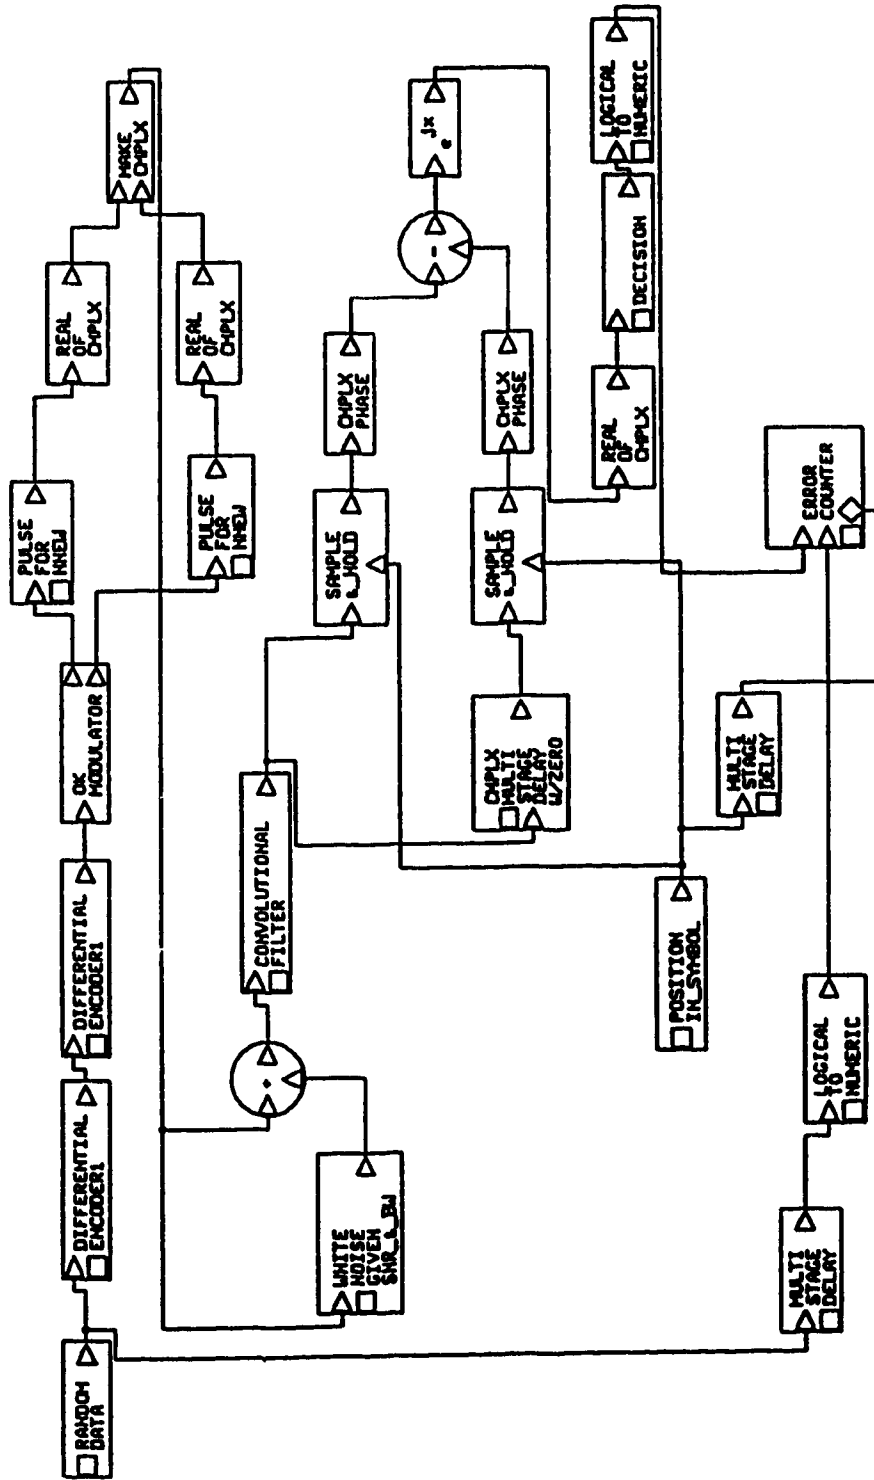 RANDOM
DATA
DIFFERENTIAL
ENCODER1
DIFFERENTIAL
ENCODER1
OK
MODULATOR
PULSE
FOR
NNEW
REAL
OF
CMPLX
PULSE
FOR
NNEW
REAL
OF
CMPLX
MAKE
CMPLX
WHITE
NOISE
GIVEN
SNR_&_BW
+
CONVOLUTIONAL
FILTER
SAMPLE
&_HOLD
CMPLX
PHASE
-
e jx
CMPLX
MULTI
STAGE
DELAY
W/ZERO
SAMPLE
&_HOLD
CMPLX
PHASE
REAL
OF
CMPLX
DECISION
LOGICAL
TO
NUMERIC
POSITION
IN_SYMBOL
MULTI
STAGE
DELAY
MULTI
STAGE
DELAY
LOGICAL
TO
NUMERIC
ERROR
COUNTER